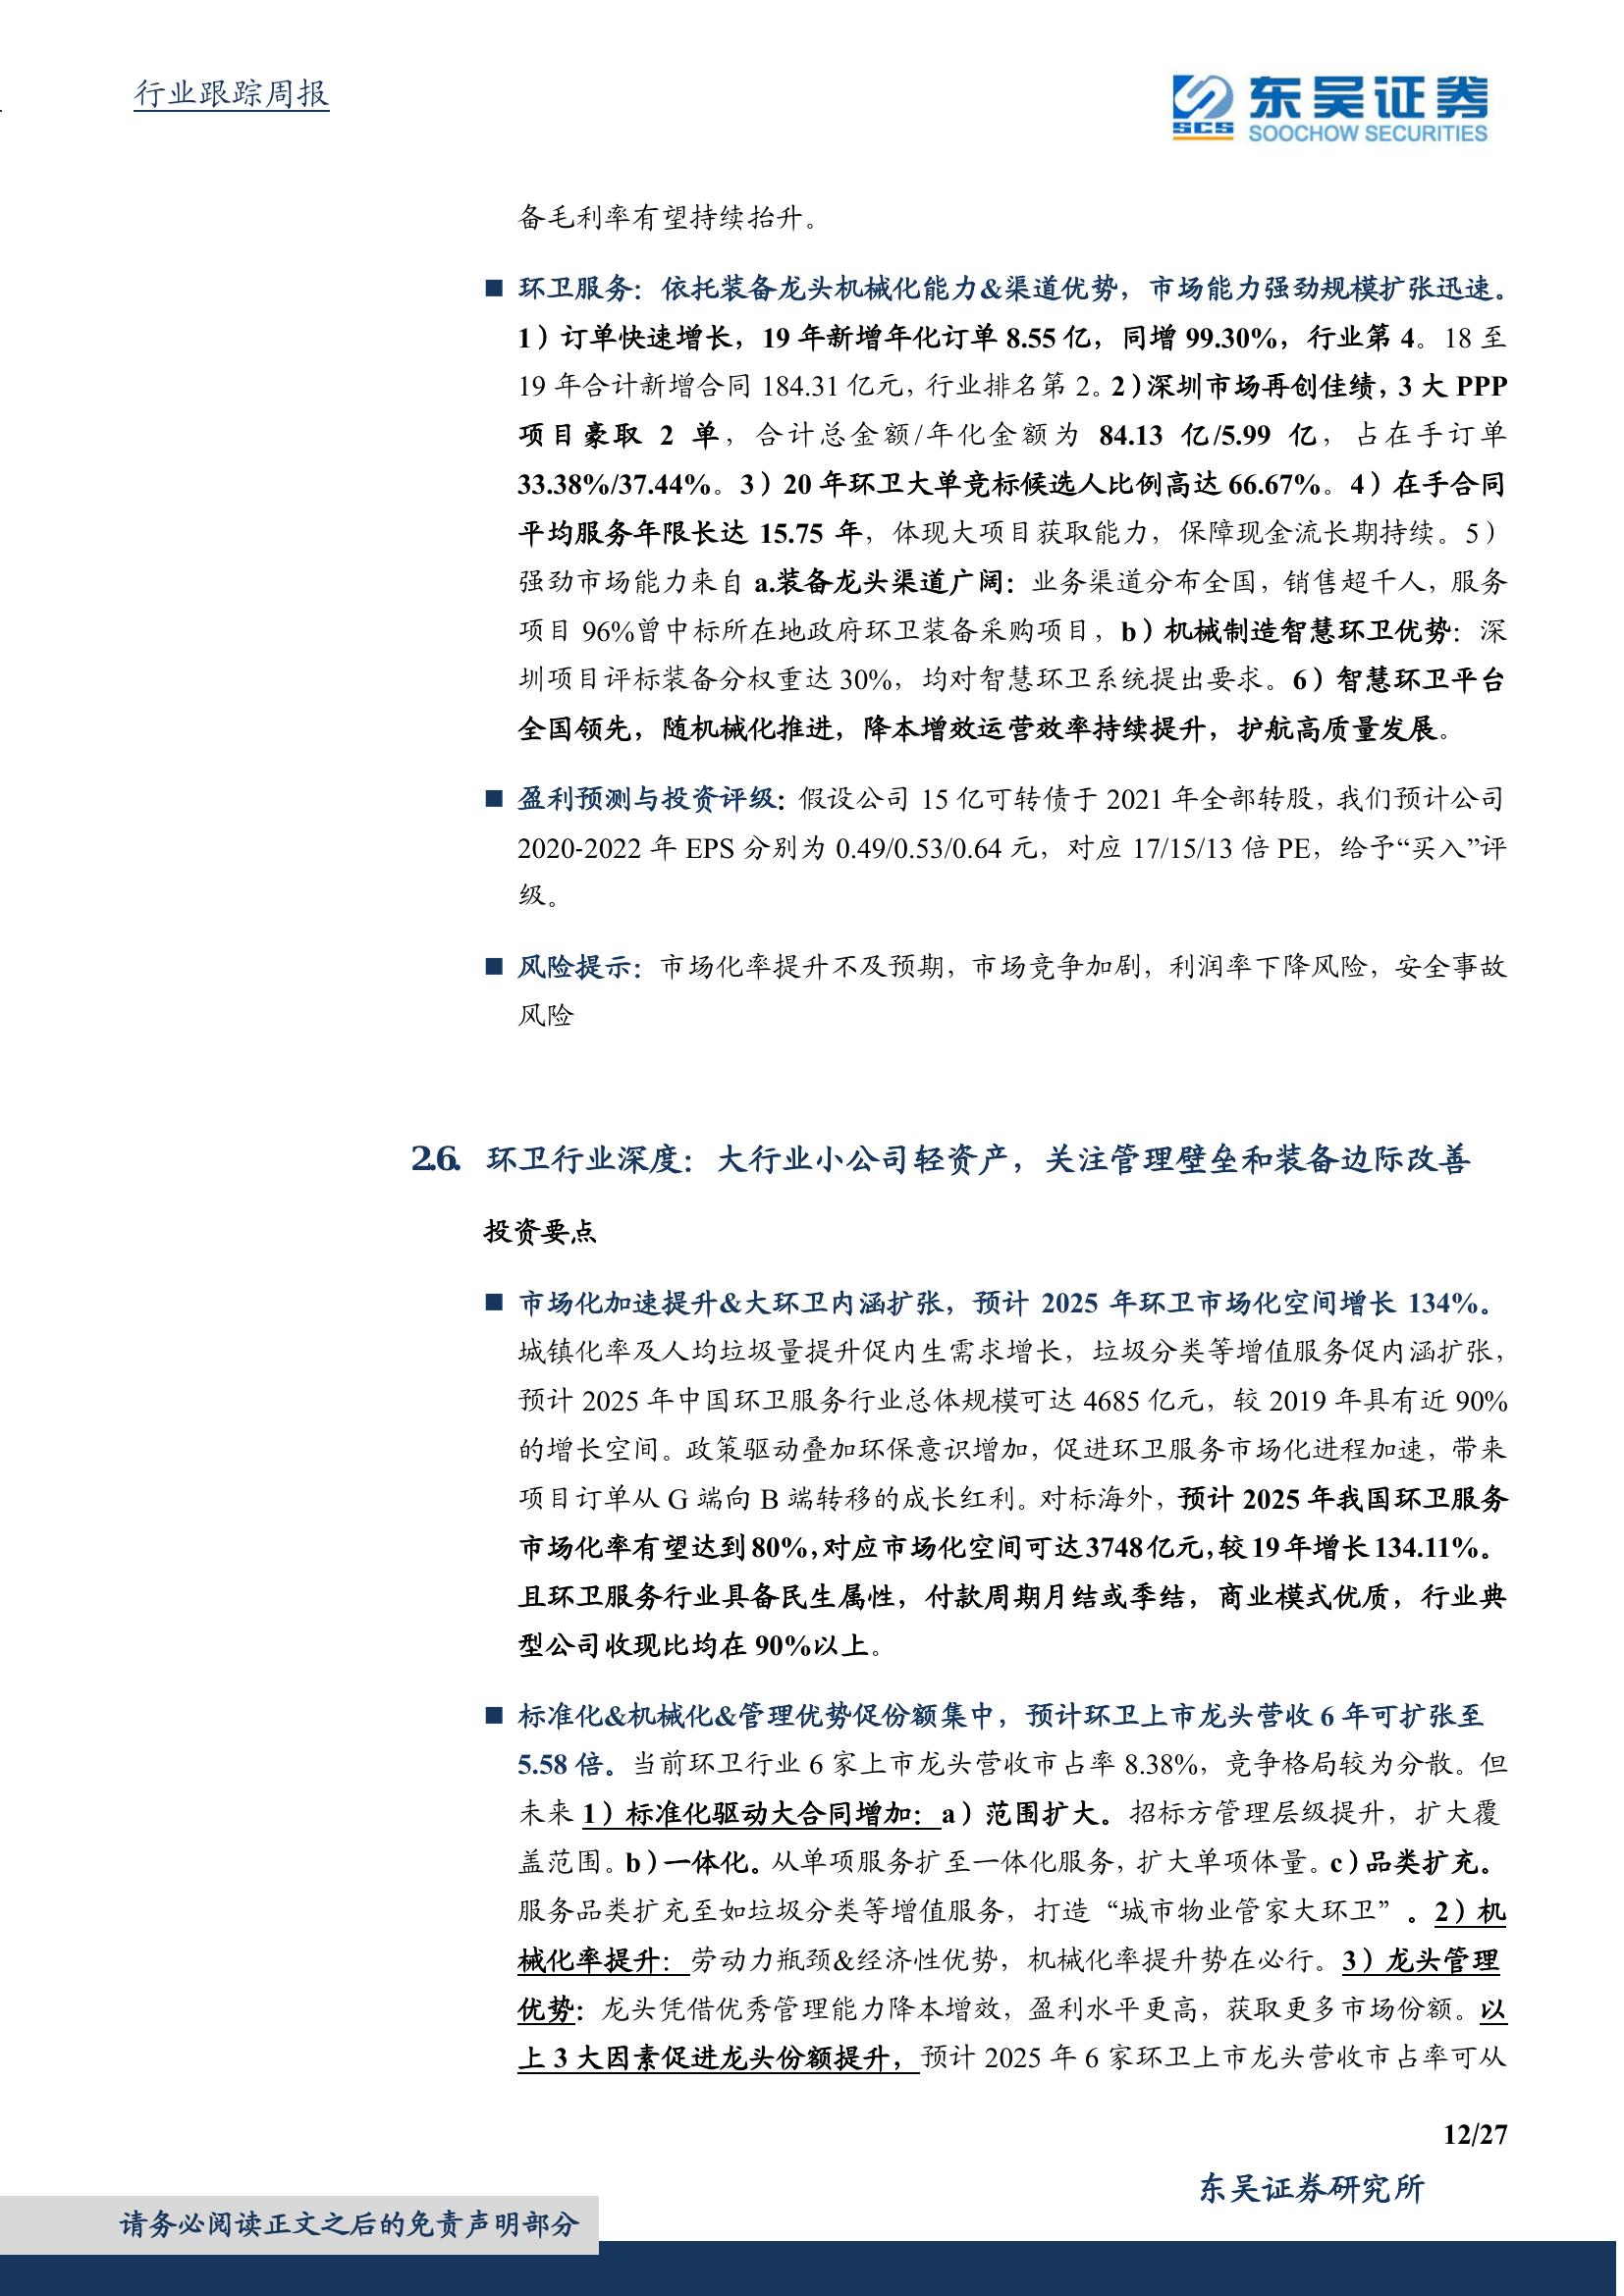 行业跟踪周报
SCS
东吴证券
SOOCHOW SECURITIES
备毛利率有望持续抬升。
■ 环卫服务：依托装备龙头机械化能力&渠道优势，市场能力强劲规模扩张迅速。
1）订单快速增长，19 年新增年化订单 8.55 亿，同增 99.30%，行业第 4。18 至
19 年合计新增合同 184.31 亿元，行业排名第 2。2）深圳市场再创佳绩，3 大 PPP
项目豪取 2 单，合计总金额/年化金额为 84.13 亿/5.99 亿，占在手订单
33.38%/37.44%。3）20 年环卫大单竞标候选人比例高达 66.67%。4）在手合同
平均服务年限长达 15.75 年，体现大项目获取能力，保障现金流长期持续。5）
强劲市场能力来自 a.装备龙头渠道广阔：业务渠道分布全国，销售超千人，服务
项目 96%曾中标所在地政府环卫装备采购项目，b）机械制造智慧环卫优势：深
圳项目评标装备分权重达 30%，均对智慧环卫系统提出要求。6）智慧环卫平台
全国领先，随机械化推进，降本增效运营效率持续提升，护航高质量发展。
■ 盈利预测与投资评级：假设公司 15 亿可转债于 2021 年全部转股，我们预计公司
2020-2022 年 EPS 分别为 0.49/0.53/0.64 元，对应 17/15/13 倍 PE，给予“买入”评
级。
■ 风险提示：市场化率提升不及预期，市场竞争加剧，利润率下降风险，安全事故
风险
2.6. 环卫行业深度：大行业小公司轻资产，关注管理壁垒和装备边际改善
投资要点
■ 市场化加速提升&大环卫内涵扩张，预计 2025 年环卫市场化空间增长 134%。
城镇化率及人均垃圾量提升促内生需求增长，垃圾分类等增值服务促内涵扩张，
预计 2025 年中国环卫服务行业总体规模可达 4685 亿元，较 2019 年具有近 90%
的增长空间。政策驱动叠加环保意识增加，促进环卫服务市场化进程加速，带来
项目订单从 G 端向 B 端转移的成长红利。对标海外，预计 2025 年我国环卫服务
市场化率有望达到 80%，对应市场化空间可达 3748 亿元，较 19 年增长 134.11%。
且环卫服务行业具备民生属性，付款周期月结或季结，商业模式优质，行业典
型公司收现比均在 90%以上。
■ 标准化&机械化&管理优势促份额集中，预计环卫上市龙头营收 6 年可扩张至
5.58 倍。当前环卫行业 6 家上市龙头营收市占率 8.38%，竞争格局较为分散。但
未来 1）标准化驱动大合同增加：a）范围扩大。招标方管理层级提升，扩大覆
盖范围。b）一体化。从单项服务扩至一体化服务，扩大单项体量。c）品类扩充。
服务品类扩充至如垃圾分类等增值服务，打造“城市物业管家大环卫”。2）机
械化率提升：劳动力瓶颈&经济性优势，机械化率提升势在必行。3）龙头管理
优势：龙头凭借优秀管理能力降本增效，盈利水平更高，获取更多市场份额。以
上 3 大因素促进龙头份额提升，预计 2025 年 6 家环卫上市龙头营收市占率可从
12/27
东吴证券研究所
请务必阅读正文之后的免责声明部分